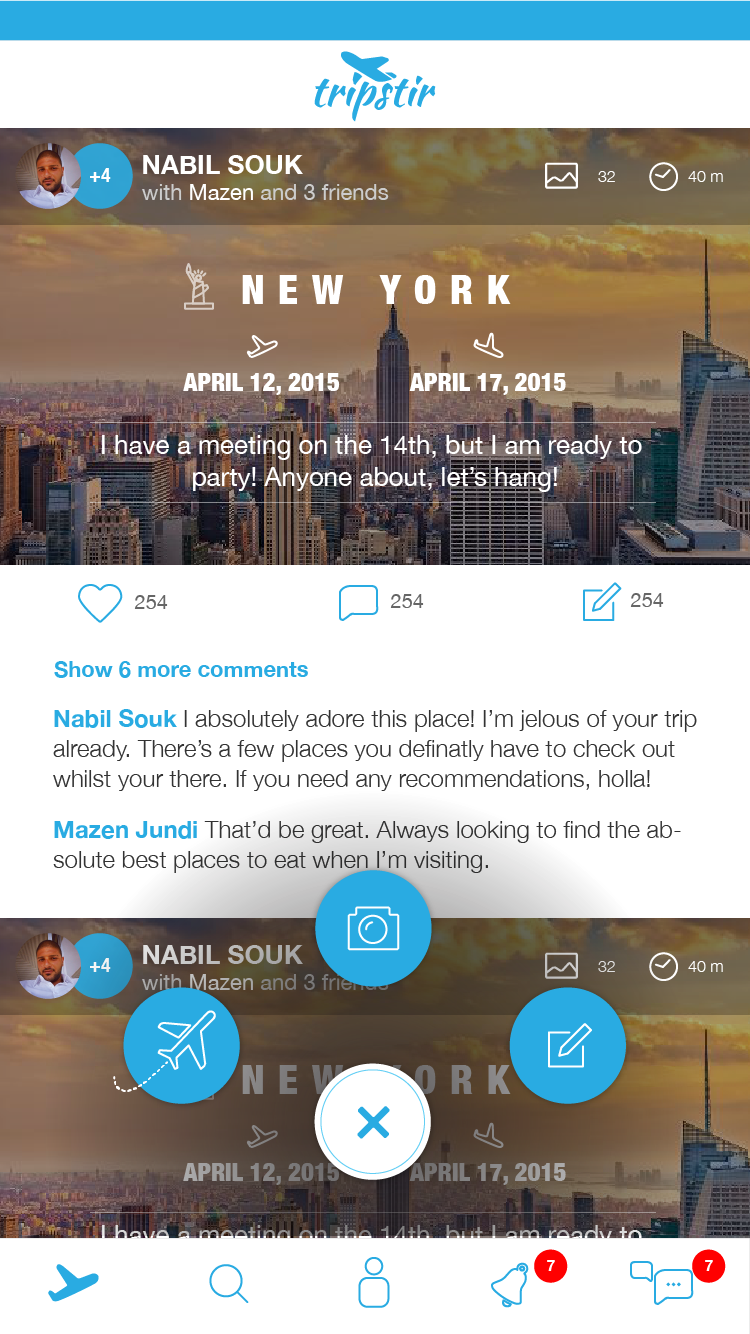 tripstir
+4
NABIL SOUK
with Mazen and 3 friends
32
40 m
NEW YORK
APRIL 12, 2015
APRIL 17, 2015
I have a meeting on the 14th, but I am ready to
party! Anyone about, let's hang!
254
254
254
Show 6 more comments
Nabil Souk I absolutely adore this place! I'm jelous of your trip
already. There's a few places you definatly have to check out
whilst your there. If you need any recommendations, holla!
Mazen Jundi That'd be great. Always looking to find the ab-
solute best places to eat when I'm visiting.
+4
NABIL SOUK
with Mazen and 3 friends
32
40 m
NEW YORK
APRIL 12, 2015
APRIL 17, 2015
I have a meeting on the 14th, but I am ready to
7
7